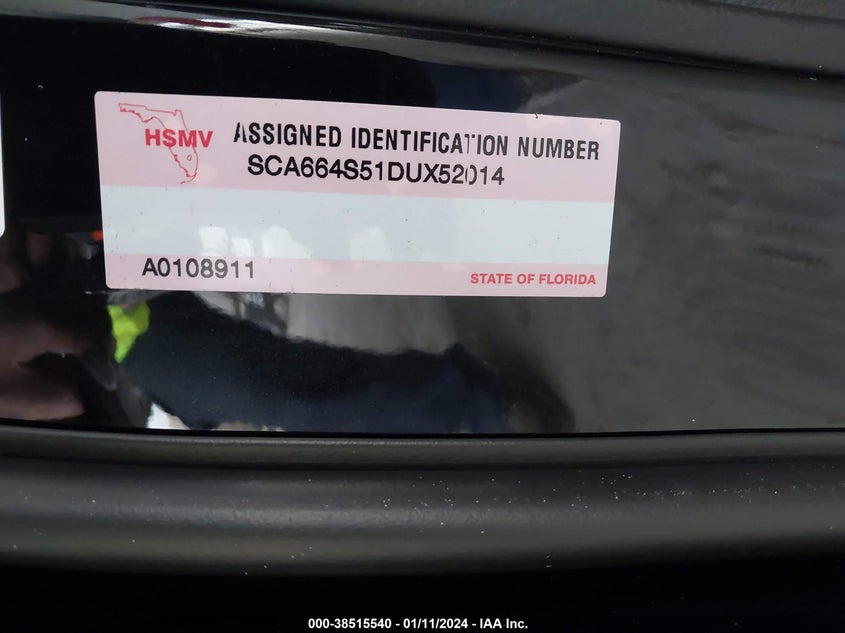 HSMV
ASSIGNED IDENTIFICATION NUMBER
SCA664S51DUX52014
A0108911
STATE OF FLORIDA
000-38515540 - 01/11/2024 - IAA Inc.